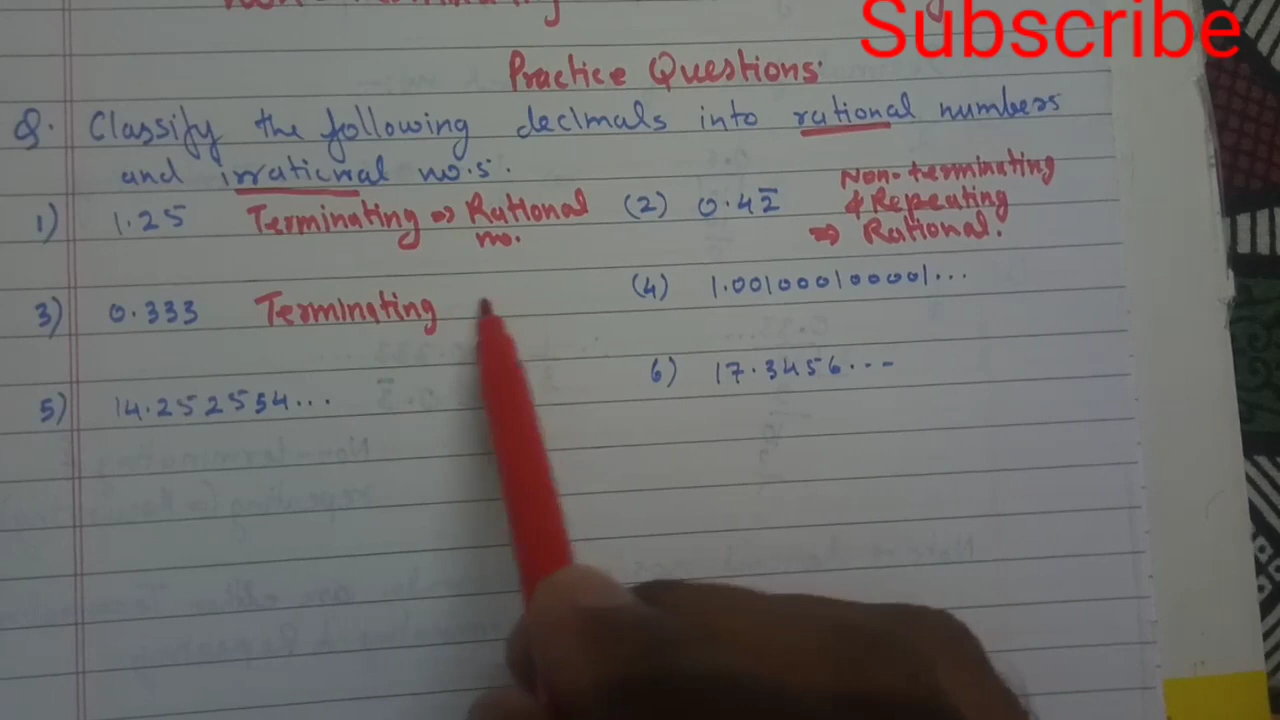 Subscribe
Practice Questions.
Q. Classify the following decimals into rational numbers
and irrational no.s.
1) 1.25 Terminating ⇒ Rational no.
(2) 0.42̅ Non-terminating & Repeating ⇒ Rational.
3) 0.333 Terminating
(4) 1.001000100001...
5) 14.252554...
6) 17.3456...